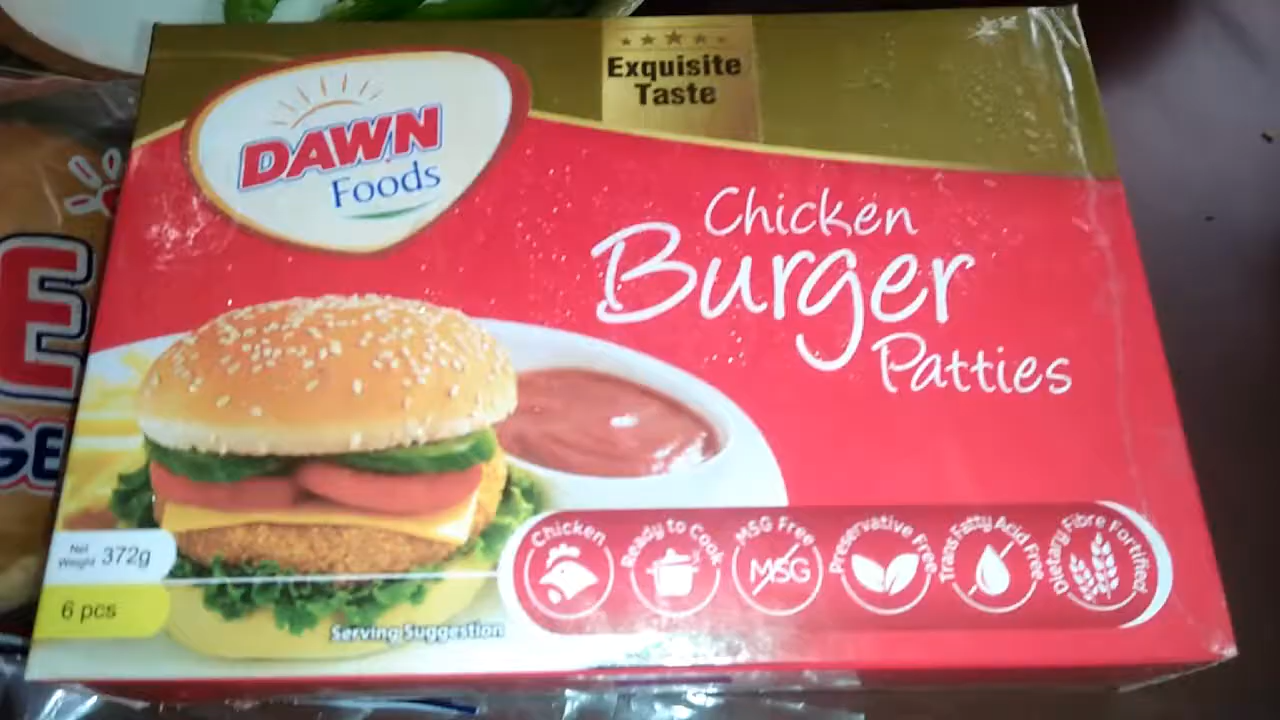 Exquisite
Taste
DAWN
Foods
Chicken
Burger
Patties
E
GE
Net
Weight 372g
6 pcs
Serving Suggestion
Chicken
Ready to Cook
MSG Free
MSG
Preservative Free
Trans Fatty Acid Free
Dietary Fibre Fortified